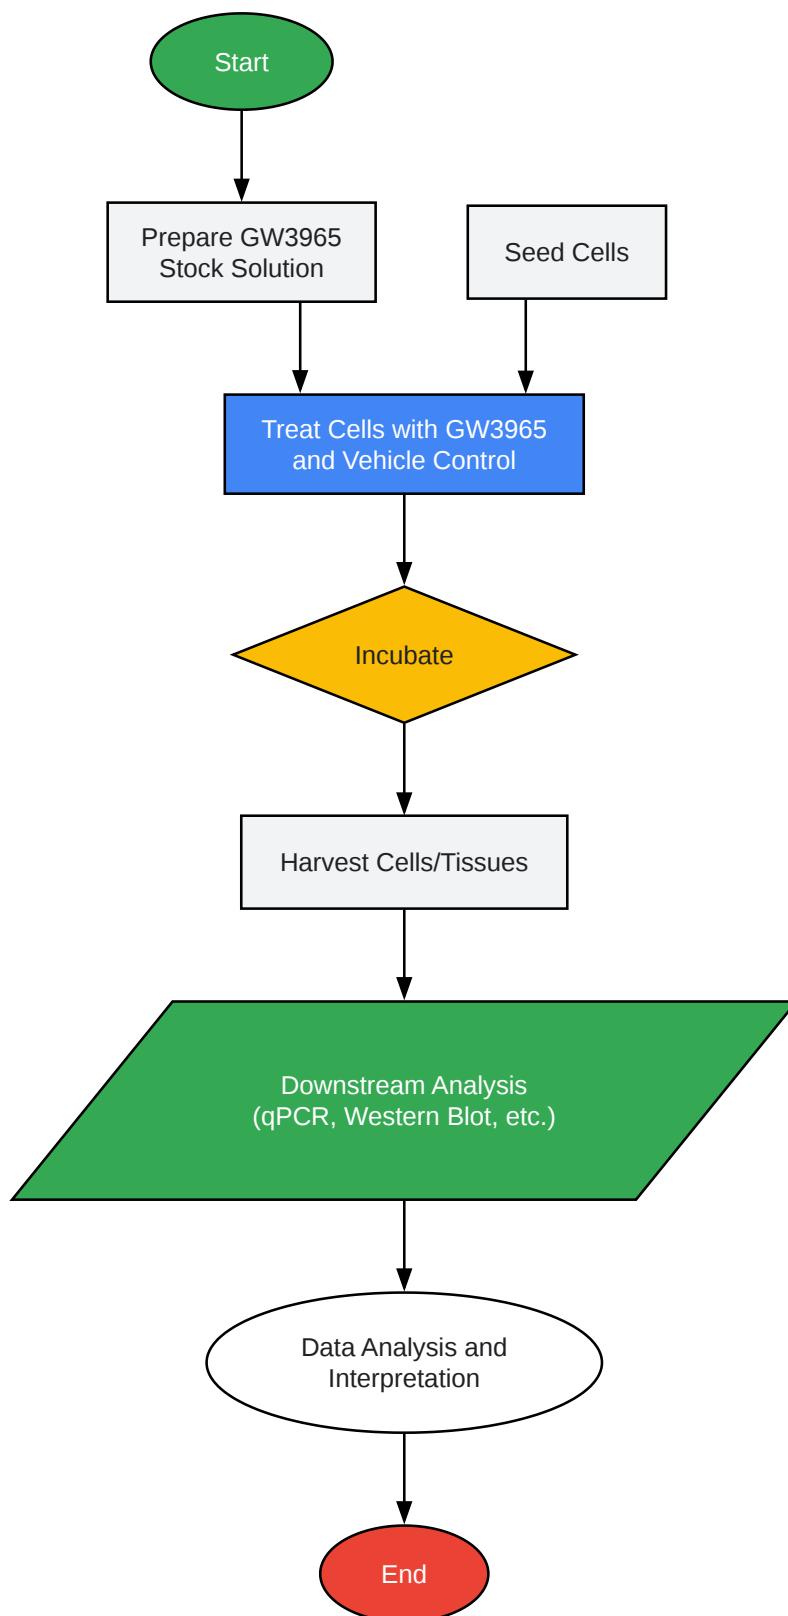 Start
Prepare GW3965
Stock Solution
Seed Cells
Treat Cells with GW3965
and Vehicle Control
Incubate
Harvest Cells/Tissues
Downstream Analysis
(qPCR, Western Blot, etc.)
Data Analysis and
Interpretation
End